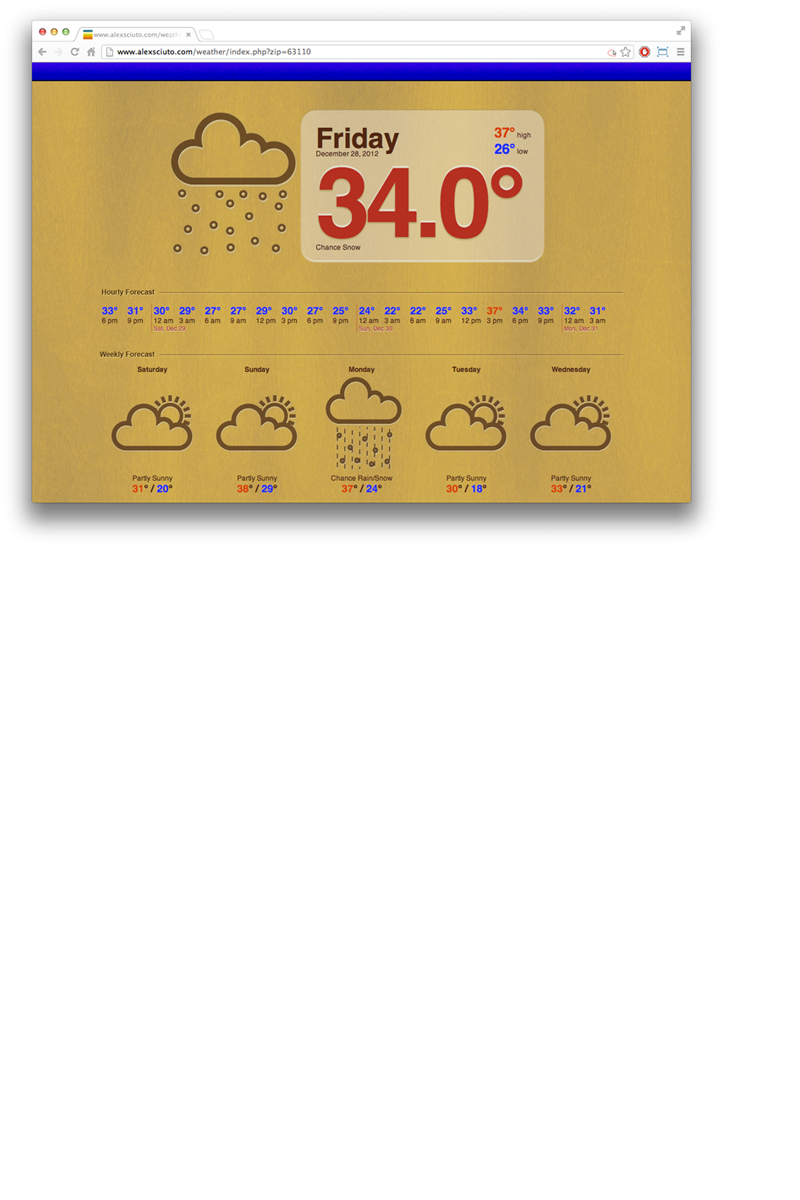 www.alexsciuto.com/weathe
www.alexsciuto.com/weather/index.php?zip=63110
Friday
December 28, 2012
37° high
26° low
34.0°
Chance Snow
Hourly Forecast
33° 31° 30° 29° 27° 27° 29° 30° 27° 25° 24° 22° 22° 25° 33° 37° 34° 33° 32° 31°
6 pm 9 pm 12 am 3 am 6 am 9 am 12 pm 3 pm 6 pm 9 pm 12 am 3 am 6 am 9 am 12 pm 3 pm 6 pm 9 pm 12 am 3 am
Sat, Dec 29 Sun, Dec 30 Mon, Dec 31
Weekly Forecast
Saturday Sunday Monday Tuesday Wednesday
Partly Sunny Partly Sunny Chance Rain/Snow Partly Sunny Partly Sunny
31° / 20° 38° / 29° 37° / 24° 30° / 18° 33° / 21°